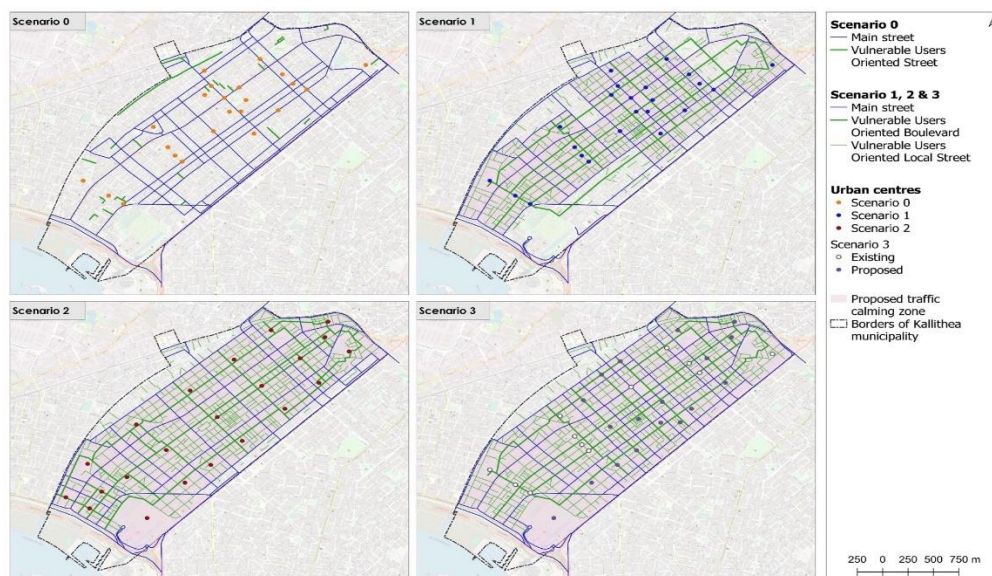 Scenario 0
Scenario 1
Scenario 2
Scenario 3
Scenario 0
Main street
Vulnerable Users
Oriented Street
Scenario 1, 2 & 3
Main street
Vulnerable Users
Oriented Boulevard
Vulnerable Users
Oriented Local Street
Urban centres
Scenario 0
Scenario 1
Scenario 2
Scenario 3
Existing
Proposed
Proposed traffic
calming zone
Borders of Kallithea
municipality
250 0 250 500 750 m